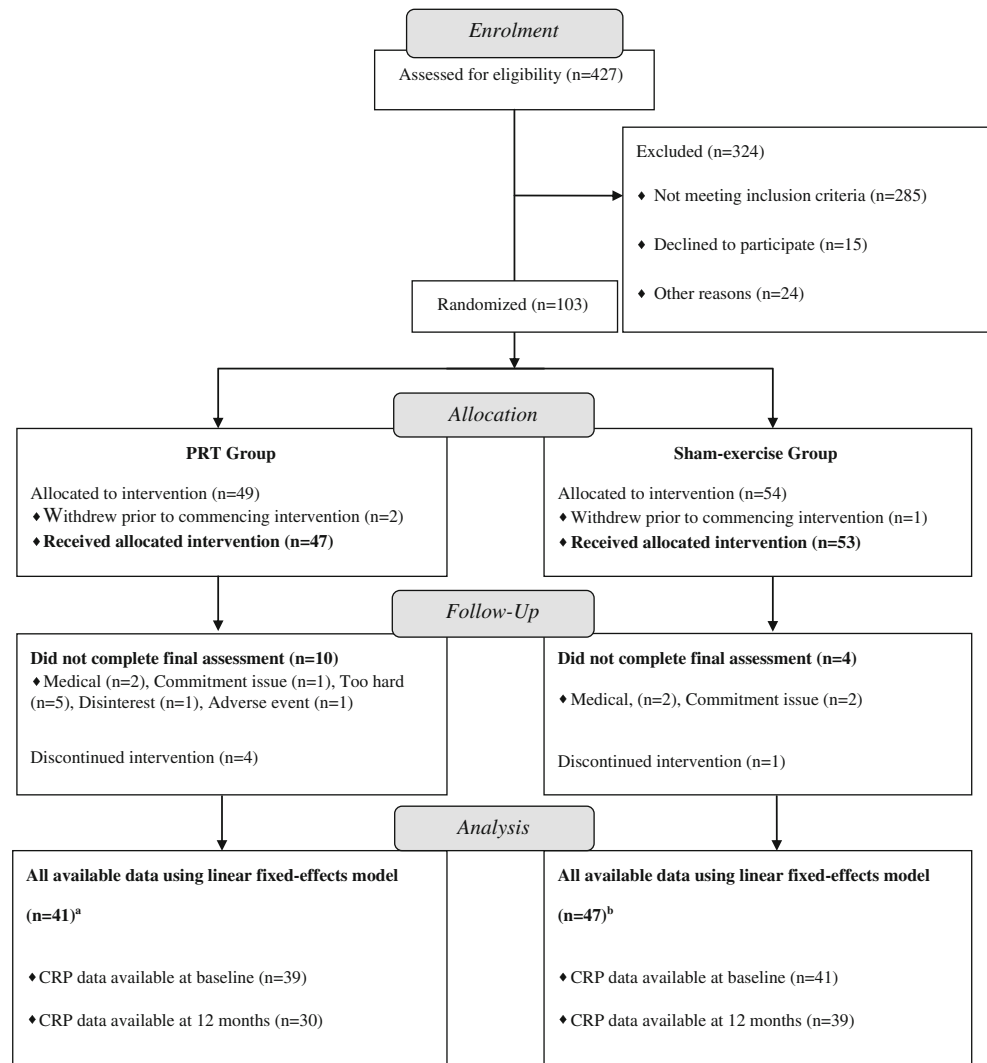 Enrolment
Assessed for eligibility (n=427)
Excluded (n=324)
♦ Not meeting inclusion criteria (n=285)
♦ Declined to participate (n=15)
♦ Other reasons (n=24)
Randomized (n=103)
Allocation
PRT Group
Allocated to intervention (n=49)
♦Withdrew prior to commencing intervention (n=2)
♦Received allocated intervention (n=47)
Sham-exercise Group
Allocated to intervention (n=54)
♦Withdrew prior to commencing intervention (n=1)
♦Received allocated intervention (n=53)
Follow-Up
Did not complete final assessment (n=10)
♦Medical (n=2), Commitment issue (n=1), Too hard
(n=5), Disinterest (n=1), Adverse event (n=1)
Discontinued intervention (n=4)
Did not complete final assessment (n=4)
♦Medical, (n=2), Commitment issue (n=2)
Discontinued intervention (n=1)
Analysis
All available data using linear fixed-effects model
(n=41)a
♦CRP data available at baseline (n=39)
♦CRP data available at 12 months (n=30)
All available data using linear fixed-effects model
(n=47)b
♦CRP data available at baseline (n=41)
♦CRP data available at 12 months (n=39)